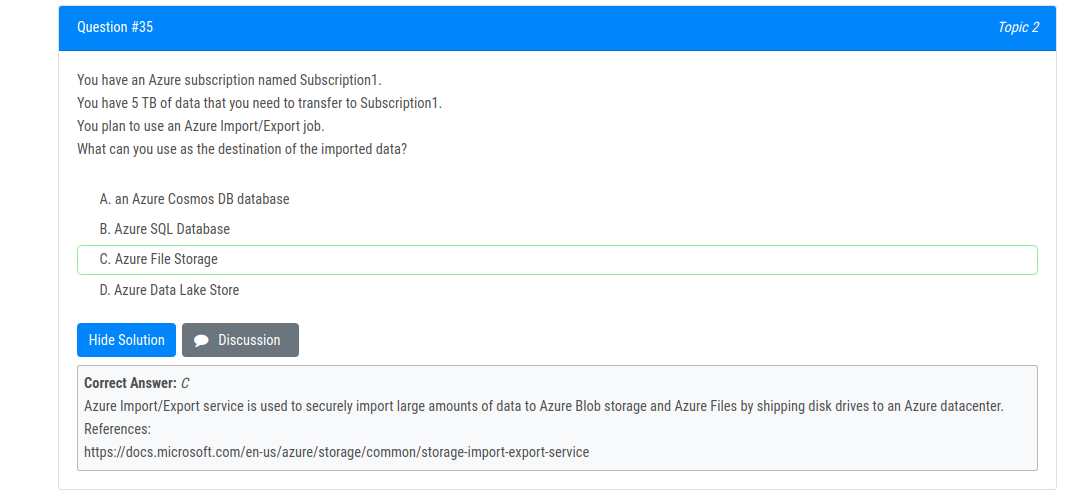 Question #35
Topic 2
You have an Azure subscription named Subscription1.
You have 5 TB of data that you need to transfer to Subscription1.
You plan to use an Azure Import/Export job.
What can you use as the destination of the imported data?
A. an Azure Cosmos DB database
B. Azure SQL Database
C. Azure File Storage
D. Azure Data Lake Store
Hide Solution
Discussion
Correct Answer: C
Azure Import/Export service is used to securely import large amounts of data to Azure Blob storage and Azure Files by shipping disk drives to an Azure datacenter.
References:
https://docs.microsoft.com/en-us/azure/storage/common/storage-import-export-service